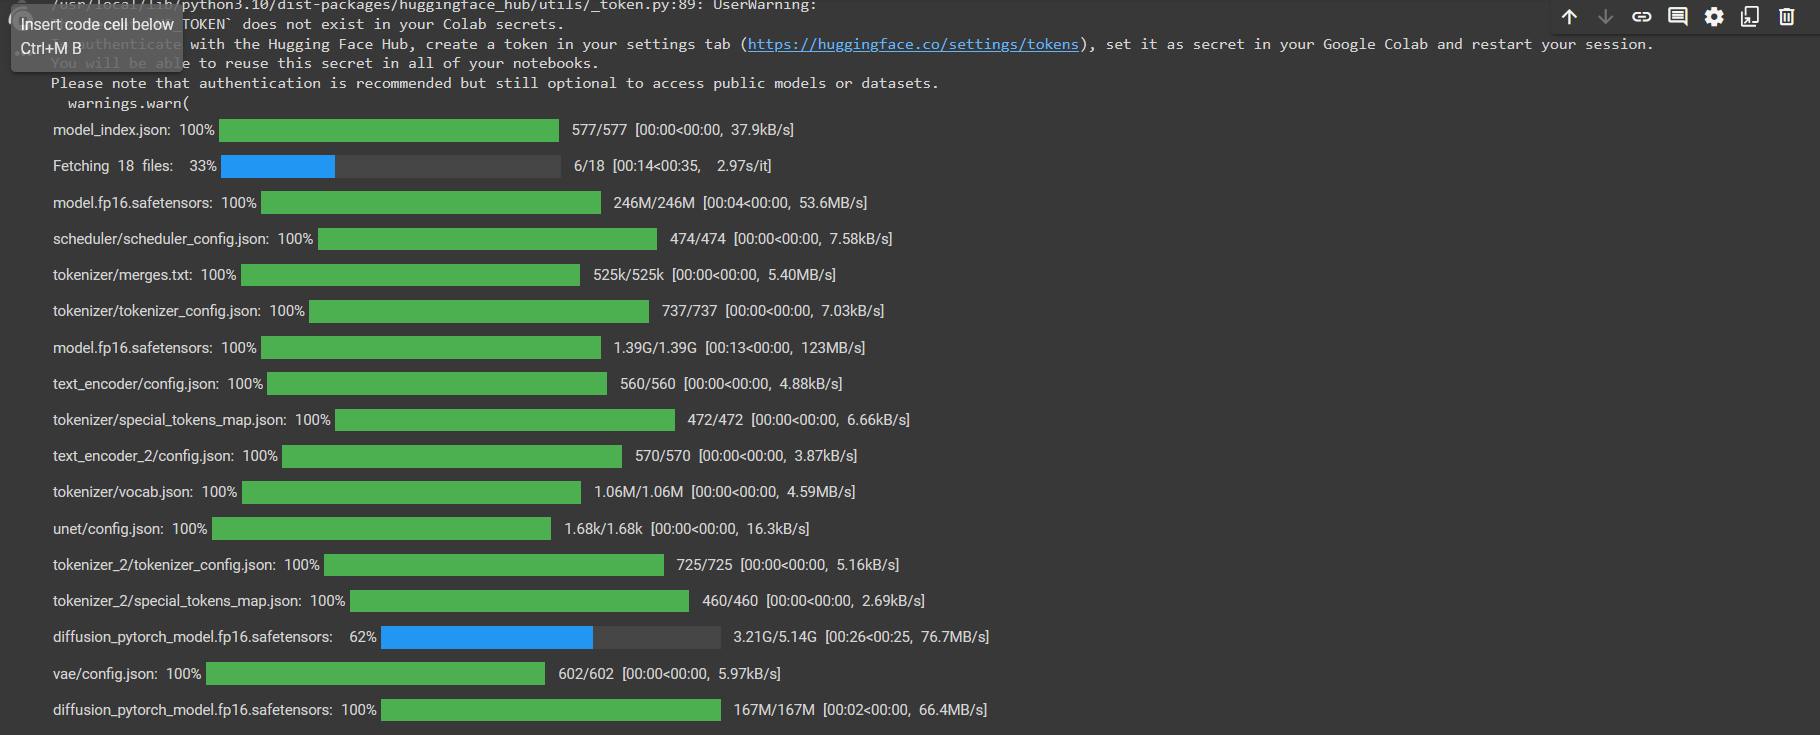 /usr/local/lib/python3.10/dist-packages/huggingface_hub/utils/_token.py:89: UserWarning:
Insert code cell below
TOKEN` does not exist in your Colab secrets.
Ctrl+M B
with the Hugging Face Hub, create a token in your settings tab (https://huggingface.co/settings/tokens), set it as secret in your Google Colab and restart your session.
You will be able to reuse this secret in all of your notebooks.
Please note that authentication is recommended but still optional to access public models or datasets.
warnings.warn(
model_index.json: 100% 577/577 [00:00<00:00, 37.9kB/s]
Fetching 18 files: 33% 6/18 [00:14<00:35, 2.97s/it]
model.fp16.safetensors: 100% 246M/246M [00:04<00:00, 53.6MB/s]
scheduler/scheduler_config.json: 100% 474/474 [00:00<00:00, 7.58kB/s]
tokenizer/merges.txt: 100% 525k/525k [00:00<00:00, 5.40MB/s]
tokenizer/tokenizer_config.json: 100% 737/737 [00:00<00:00, 7.03kB/s]
model.fp16.safetensors: 100% 1.39G/1.39G [00:13<00:00, 123MB/s]
text_encoder/config.json: 100% 560/560 [00:00<00:00, 4.88kB/s]
tokenizer/special_tokens_map.json: 100% 472/472 [00:00<00:00, 6.66kB/s]
text_encoder_2/config.json: 100% 570/570 [00:00<00:00, 3.87kB/s]
tokenizer/vocab.json: 100% 1.06M/1.06M [00:00<00:00, 4.59MB/s]
unet/config.json: 100% 1.68k/1.68k [00:00<00:00, 16.3kB/s]
tokenizer_2/tokenizer_config.json: 100% 725/725 [00:00<00:00, 5.16kB/s]
tokenizer_2/special_tokens_map.json: 100% 460/460 [00:00<00:00, 2.69kB/s]
diffusion_pytorch_model.fp16.safetensors: 62% 3.21G/5.14G [00:26<00:25, 76.7MB/s]
vae/config.json: 100% 602/602 [00:00<00:00, 5.97kB/s]
diffusion_pytorch_model.fp16.safetensors: 100% 167M/167M [00:02<00:00, 66.4MB/s]